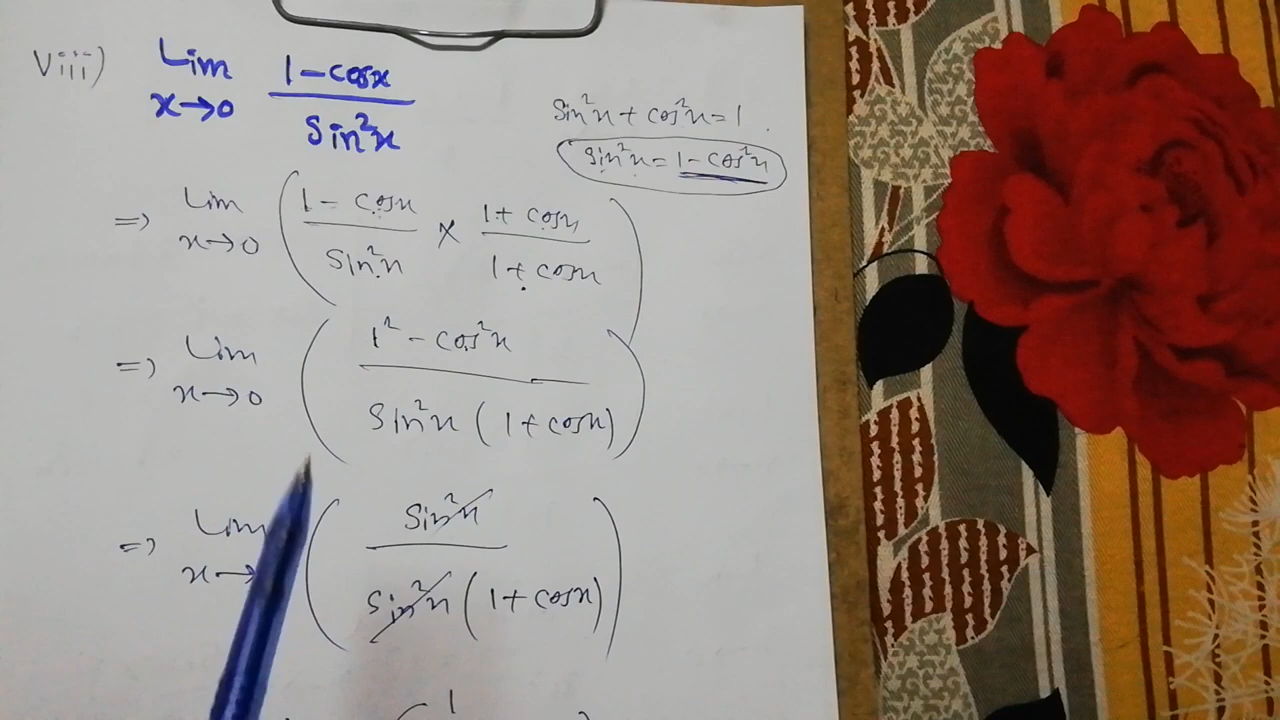 viii) Lim x→0 1-cosx / Sin²x
Sin²x + cos²x = 1
Sin²x = 1 - cos²x
=> Lim x→0 ( 1 - cosx / Sin²x × 1 + cosx / 1 + cosx )
=> Lim x→0 ( 1² - cos²x / Sin²x ( 1 + cosx ) )
=> Lim x→ ( Sin²x / Sin²x ( 1 + cosx ) )
( 1